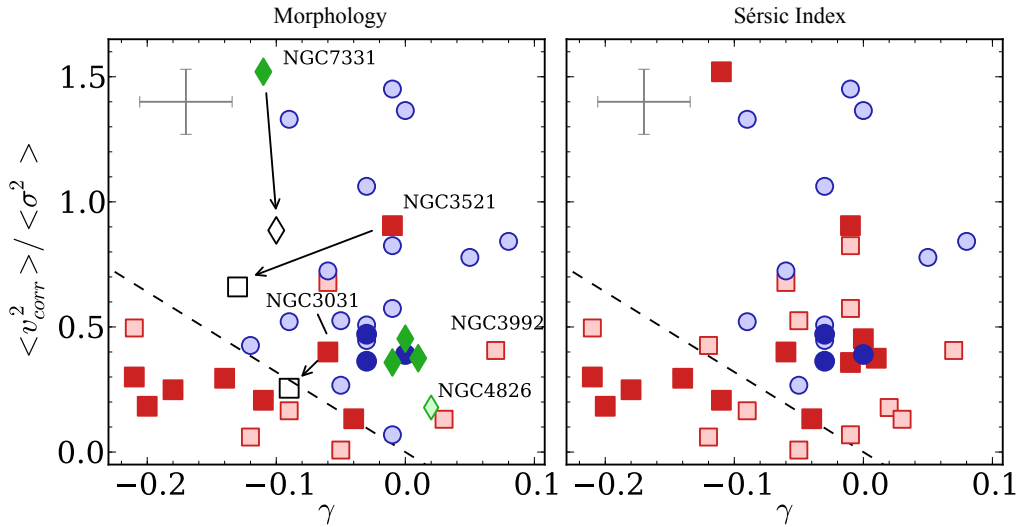 Morphology
Sérsic Index
<v²corr>/<σ²>
1.5
1.0
0.5
0.0
NGC7331
NGC3521
NGC3031
NGC3992
NGC4826
−0.2 −0.1 0.0 0.1
−0.2 −0.1 0.0 0.1
γ
γ